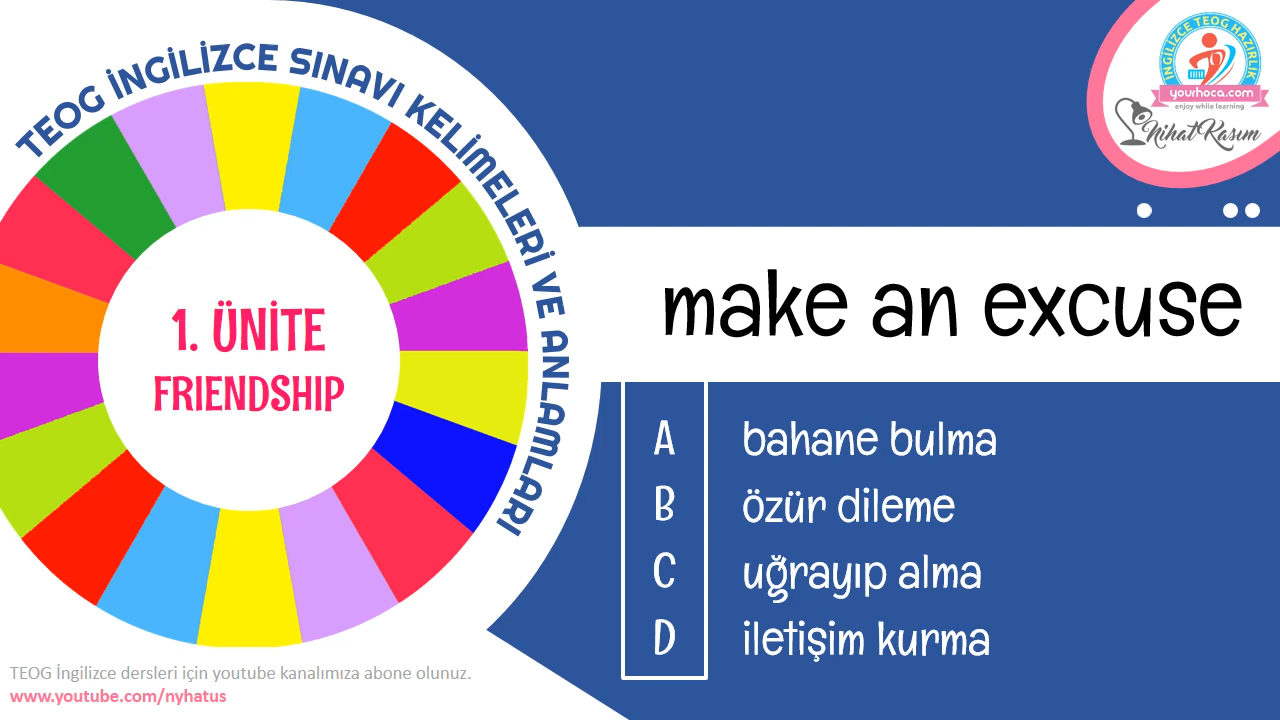 TEOG İNGİLİZCE SINAVI KELİMELERİ VE ANLAMLARI
İNGİLİZCE TEOG HAZIRLIK
yourhoca.com
enjoy while learning
Nihat Kasım
1. ÜNİTE
FRIENDSHIP
make an excuse
A bahane bulma
B özür dileme
C uğrayıp alma
D iletişim kurma
TEOG İngilizce dersleri için youtube kanalımıza abone olunuz.
www.youtube.com/nyhatus